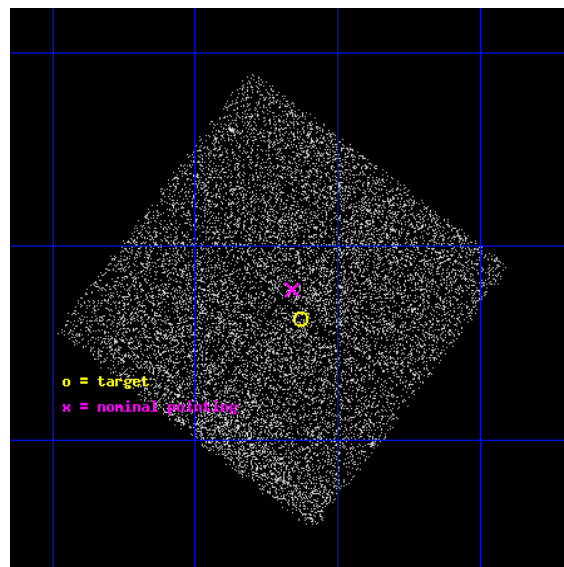 o = target
x = nominal pointing